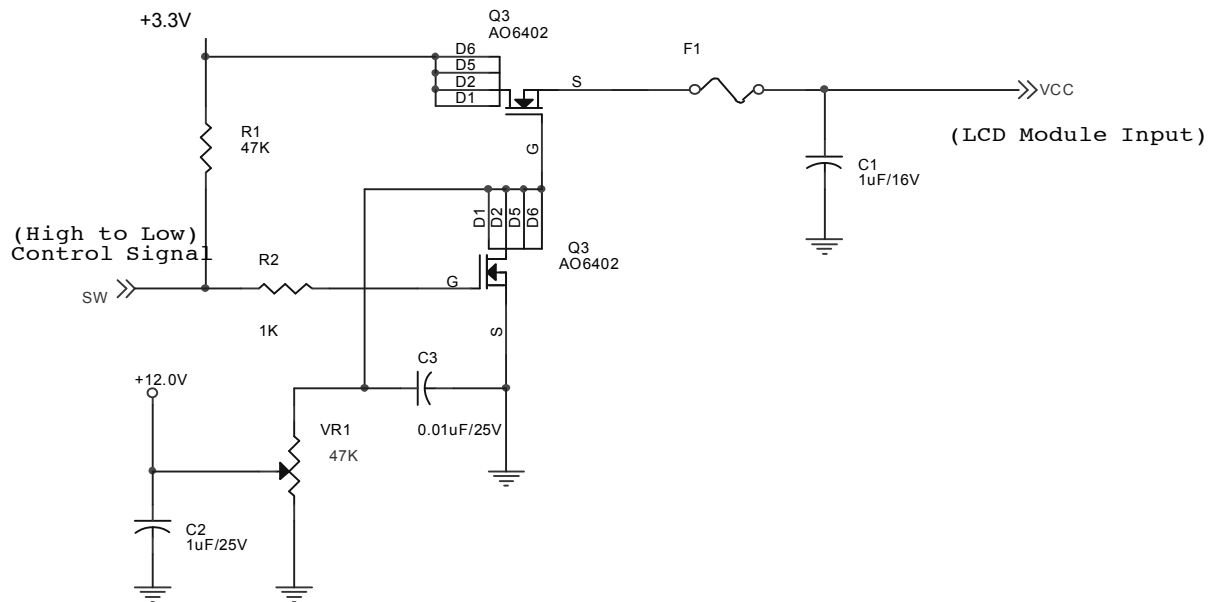 +3.3V
Q3
AO6402
D6
D5
D2
D1
S
G
F1
VCC
(LCD Module Input)
R1
47K
C1
1uF/16V
D1
D2
D5
D6
(High to Low)
Control Signal
SW
R2
1K
G
Q3
AO6402
S
C3
0.01uF/25V
+12.0V
VR1
47K
C2
1uF/25V